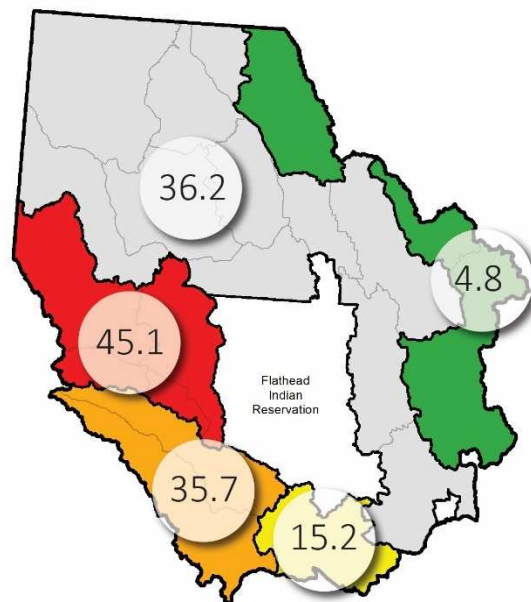 36.2
4.8
45.1
Flathead
Indian
Reservation
35.7
15.2